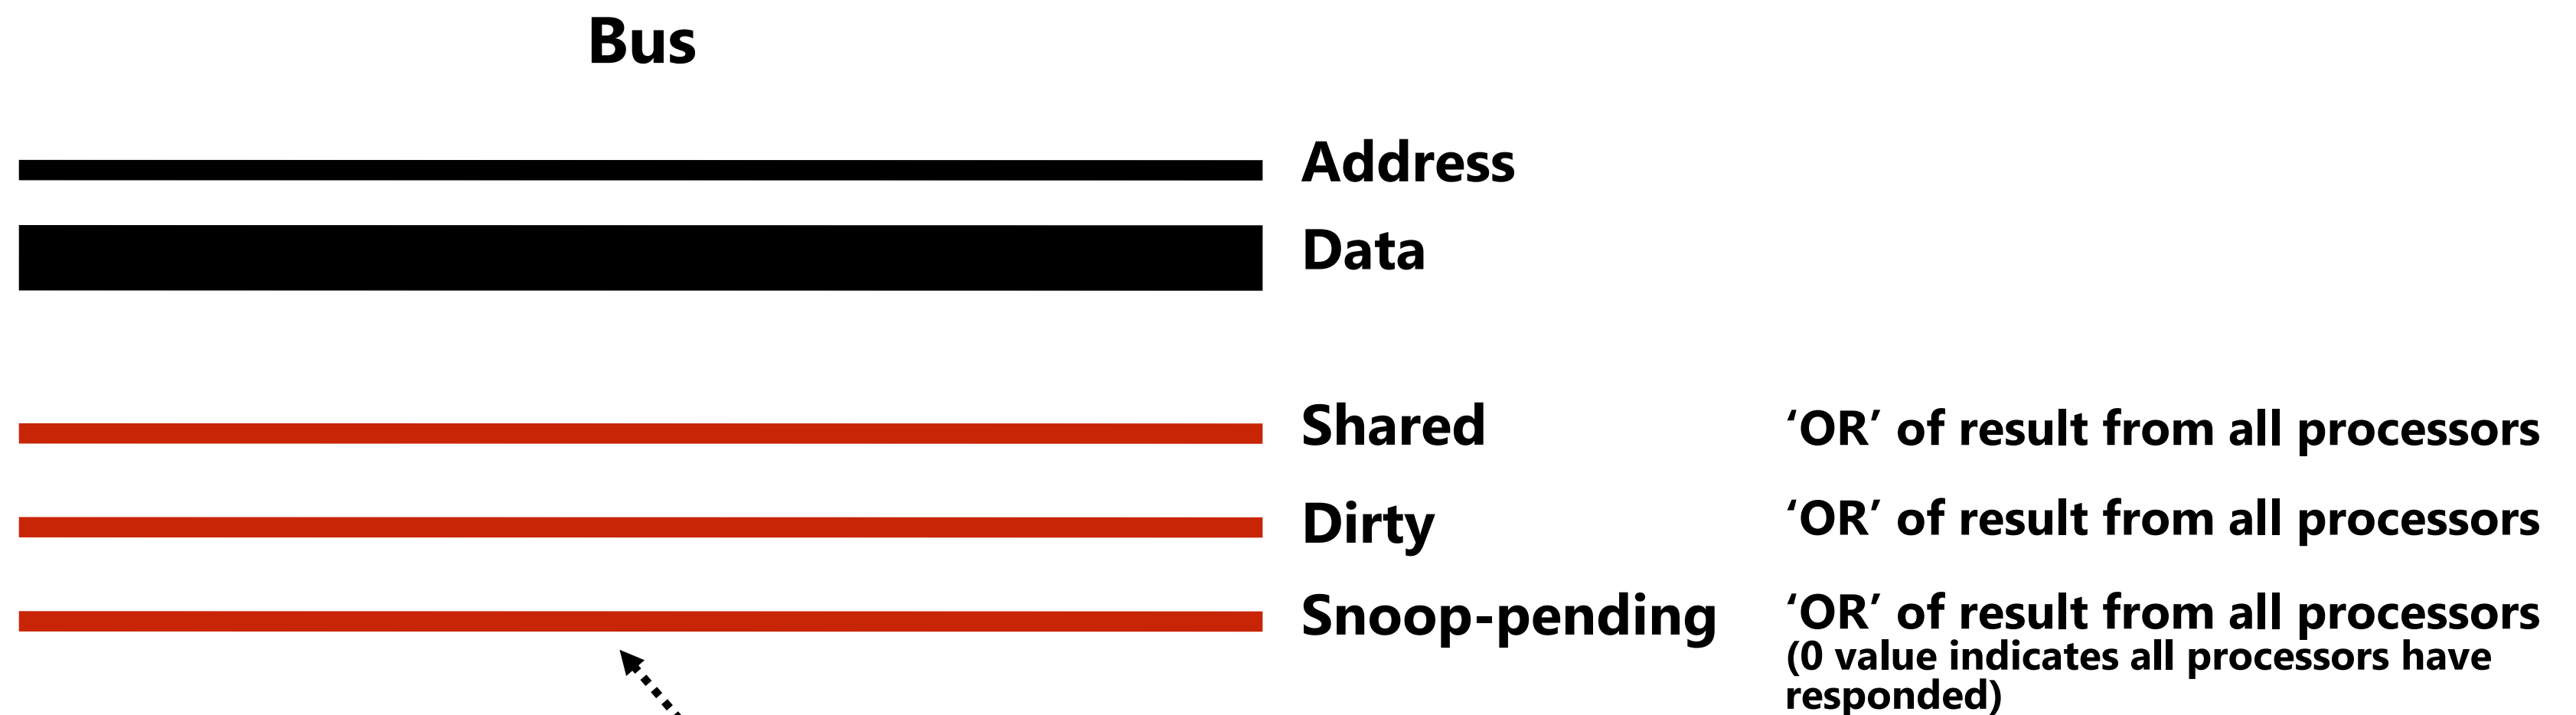 Bus
Address
Data
Shared ‘OR’ of result from all processors
Dirty ‘OR’ of result from all processors
Snoop-pending ‘OR’ of result from all processors
(0 value indicates all processors have
responded)